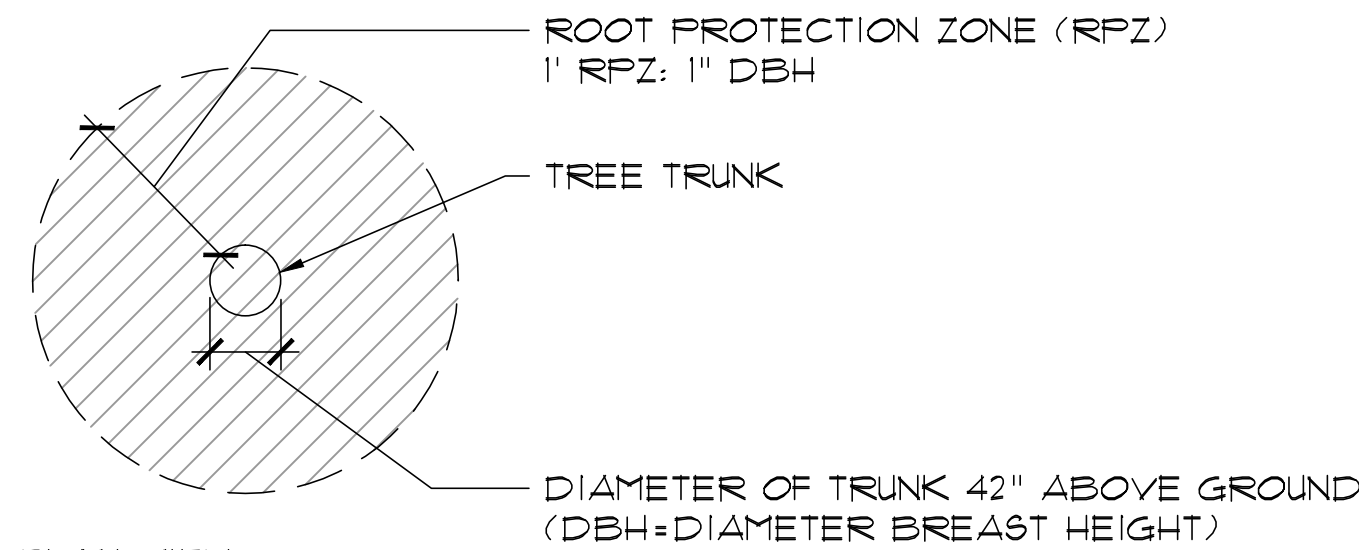 ROOT PROTECTION ZONE (RPZ)
1' RPZ: 1" DBH
TREE TRUNK
DIAMETER OF TRUNK 42" ABOVE GROUND
(DBH=DIAMETER BREAST HEIGHT)